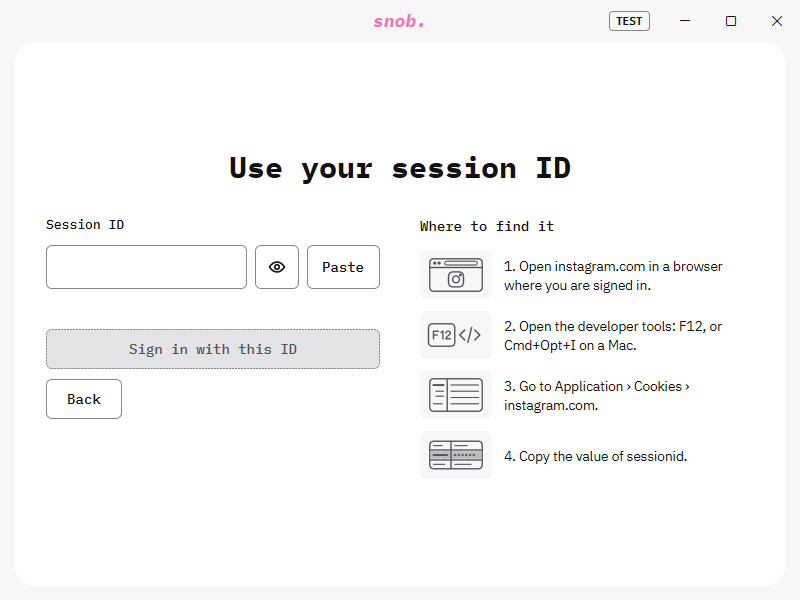 snob.
TEST
Use your session ID
Session ID
Paste
Sign in with this ID
Back
Where to find it
1. Open instagram.com in a browser
where you are signed in.
F12 </>
2. Open the developer tools: F12, or
Cmd+Opt+I on a Mac.
3. Go to Application › Cookies ›
instagram.com.
4. Copy the value of sessionid.